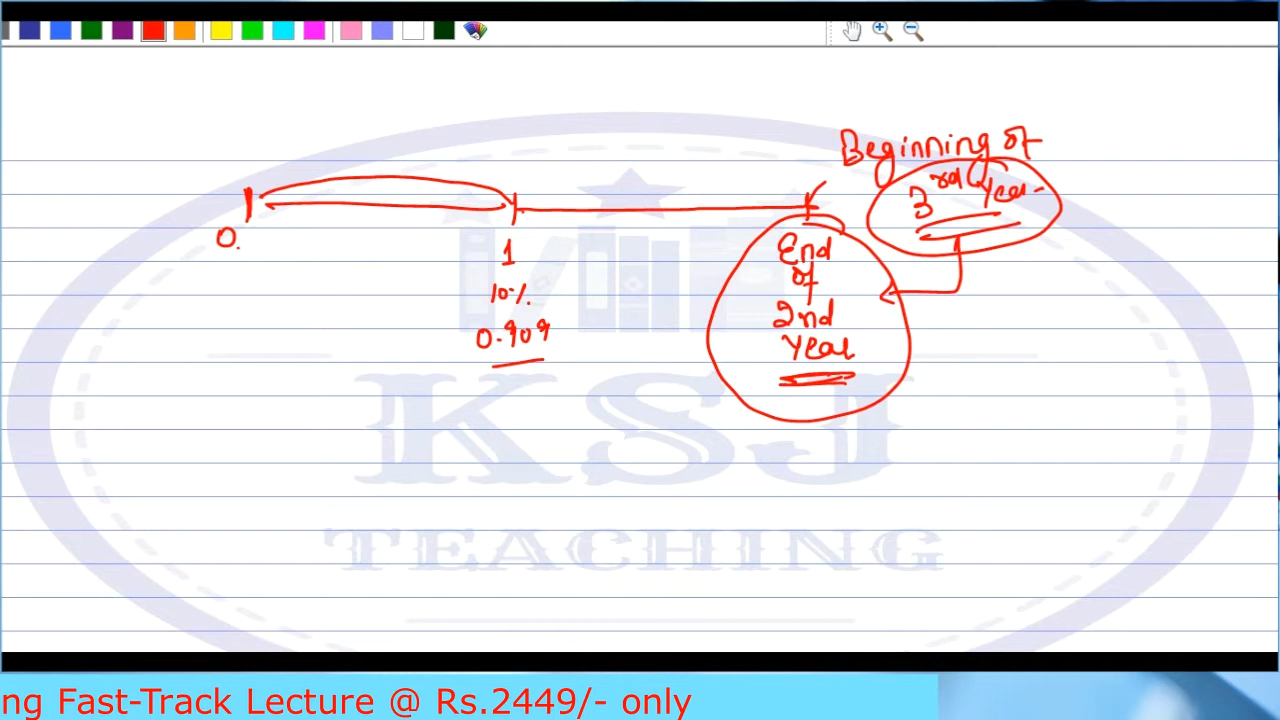 Beginning of
3rd Year
0.
1
10%
0.909
End
of
2nd
Year
KSJ
TEACHING
ng Fast-Track Lecture @ Rs.2449/- only